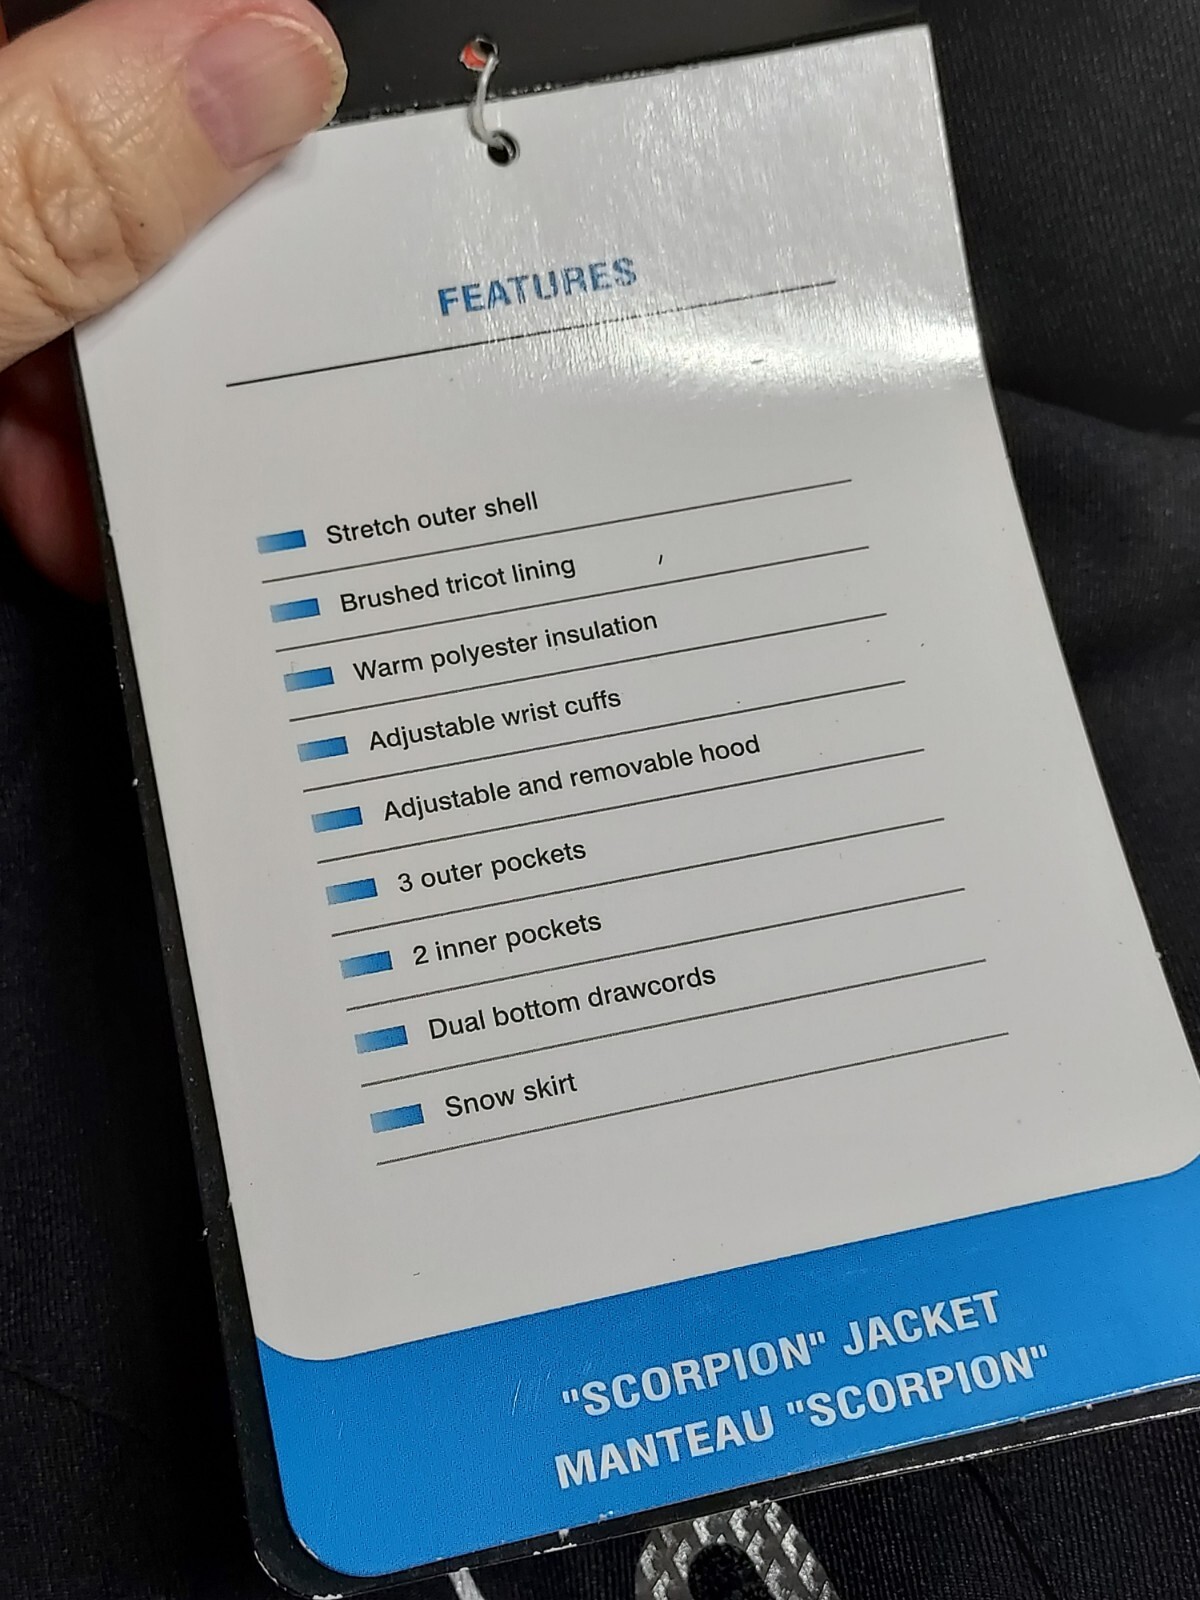 FEATURES
Stretch outer shell
Brushed tricot lining
Warm polyester insulation
Adjustable wrist cuffs
Adjustable and removable hood
3 outer pockets
2 inner pockets
Dual bottom drawcords
Snow skirt
"SCORPION" JACKET
MANTEAU "SCORPION"